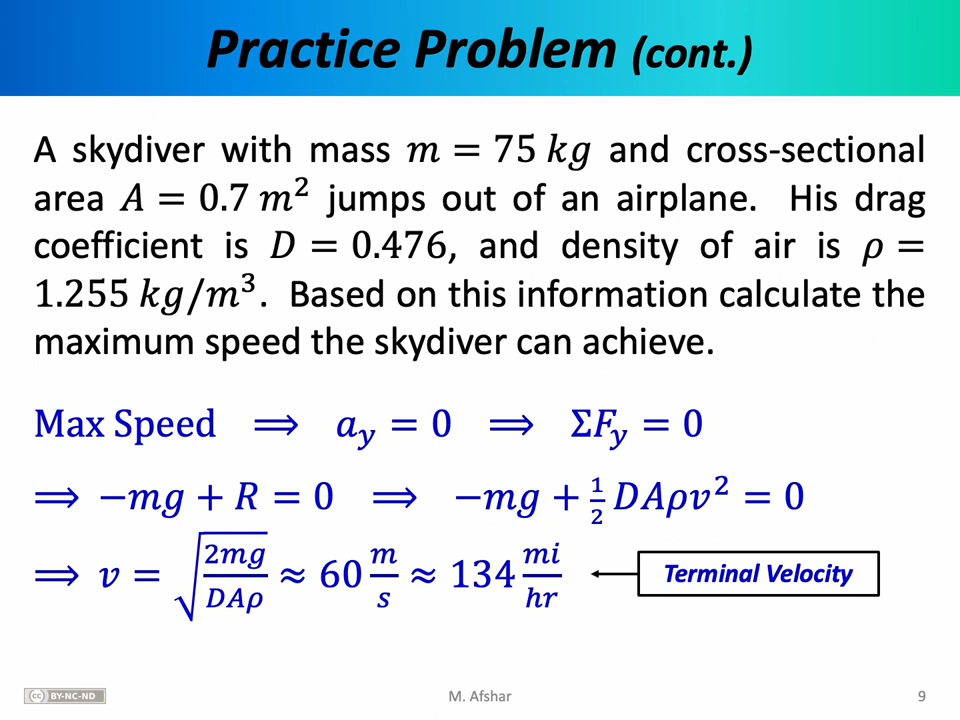 Practice Problem (cont.)
A skydiver with mass m = 75 kg and cross-sectional
area A = 0.7 m² jumps out of an airplane. His drag
coefficient is D = 0.476, and density of air is ρ =
1.255 kg/m³. Based on this information calculate the
maximum speed the skydiver can achieve.
Max Speed ⟹ a_y = 0 ⟹ ΣF_y = 0
⟹ −mg + R = 0 ⟹ −mg + ½ DAρv² = 0
⟹ v = √(2mg/DAρ) ≈ 60 m/s ≈ 134 mi/hr
Terminal Velocity
cc BY-NC-ND
M. Afshar
9